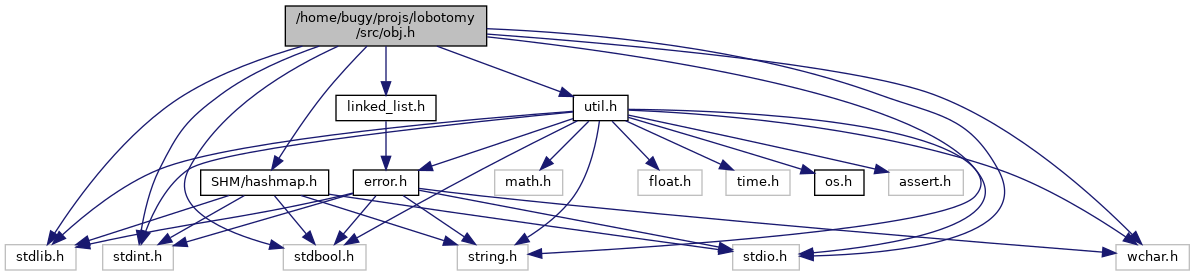 /home/bugy/projs/lobotomy
/src/obj.h
linked_list.h
util.h
SHM/hashmap.h
error.h
math.h
float.h
time.h
os.h
assert.h
stdlib.h
stdint.h
stdbool.h
string.h
stdio.h
wchar.h